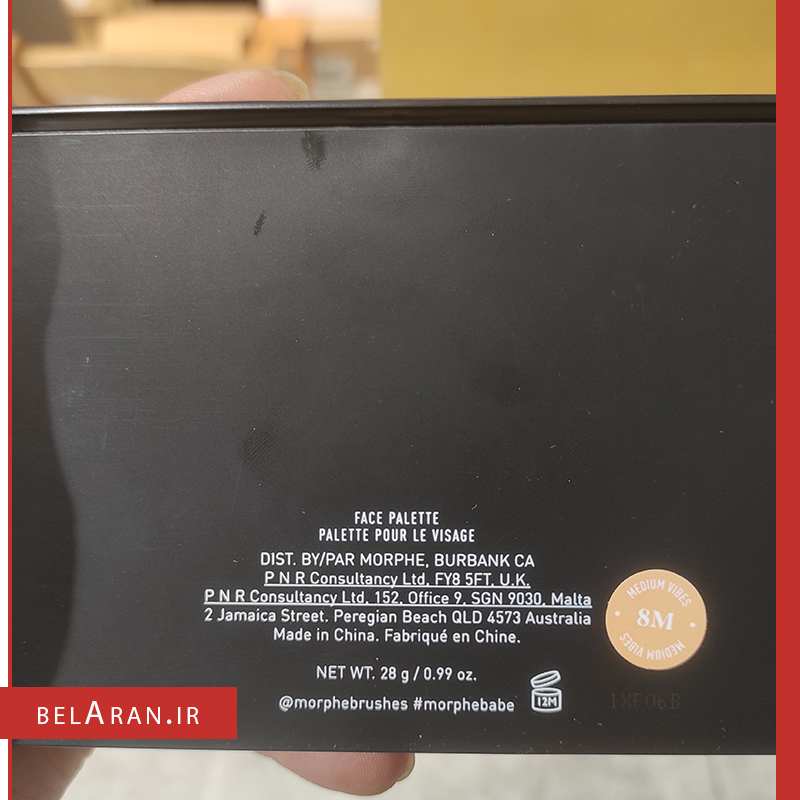 FACE PALETTE
PALETTE POUR LE VISAGE
DIST. BY/PAR MORPHE, BURBANK CA
P N R Consultancy Ltd, FY8 5FT, U.K.
P N R Consultancy Ltd, 152, Office 9, SGN 9030, Malta
2 Jamaica Street. Peregian Beach QLD 4573 Australia
Made in China. Fabriqué en Chine.
MEDIUM VIBES
8M
MEDIUM VIBES
NET WT. 28 g / 0.99 oz.
@morphebrushes #morphebabe
12M
BELARAN.IR